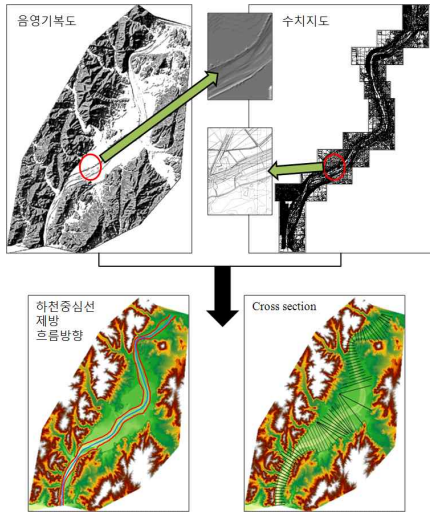 음영기복도
수치지도
하천중심선
제방
흐름방향
Cross section